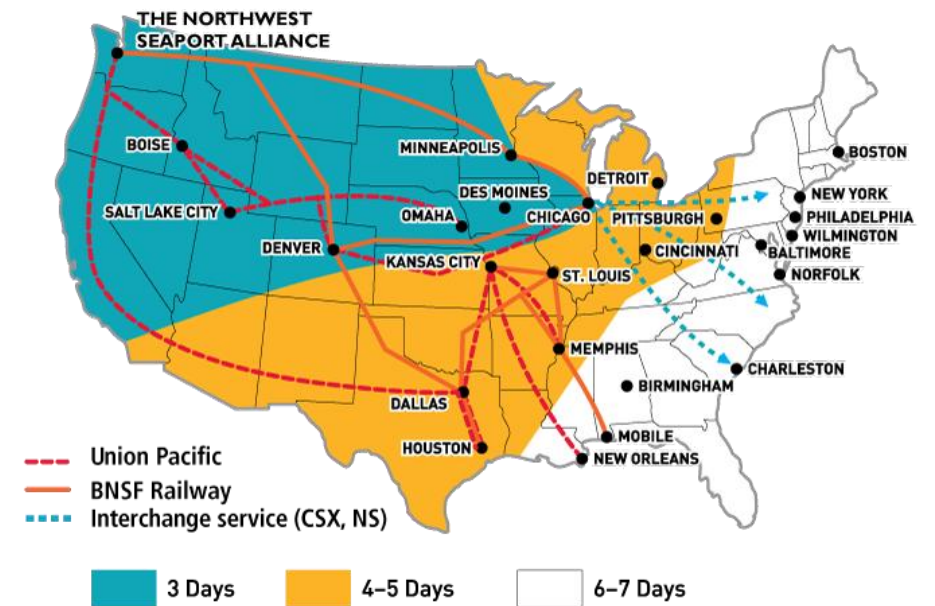 THE NORTHWEST
SEAPORT ALLIANCE
BOISE
MINNEAPOLIS
BOSTON
DETROIT
DES MOINES
NEW YORK
SALT LAKE CITY
OMAHA
CHICAGO
PITTSBURGH
PHILADELPHIA
WILMINGTON
DENVER
CINCINNATI
BALTIMORE
KANSAS CITY
ST. LOUIS
NORFOLK
MEMPHIS
CHARLESTON
BIRMINGHAM
DALLAS
HOUSTON
MOBILE
NEW ORLEANS
Union Pacific
BNSF Railway
Interchange service (CSX, NS)
3 Days
4–5 Days
6–7 Days